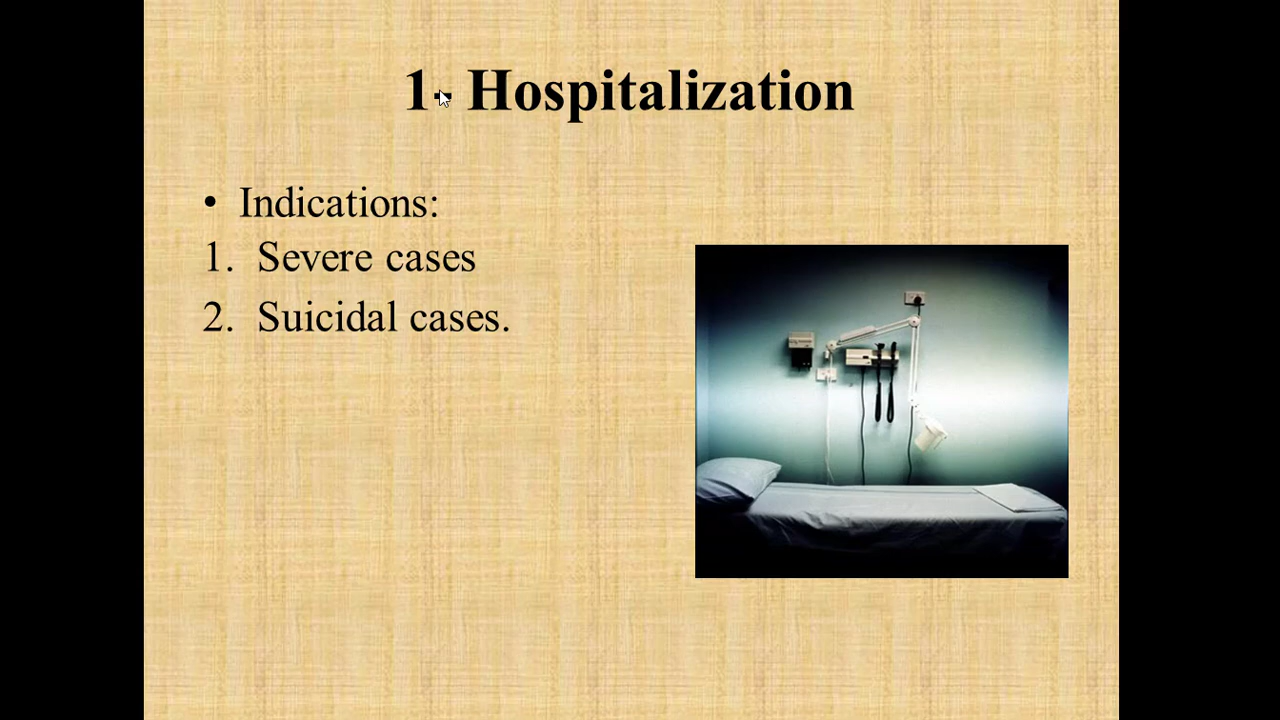 1- Hospitalization
• Indications:
1. Severe cases
2. Suicidal cases.